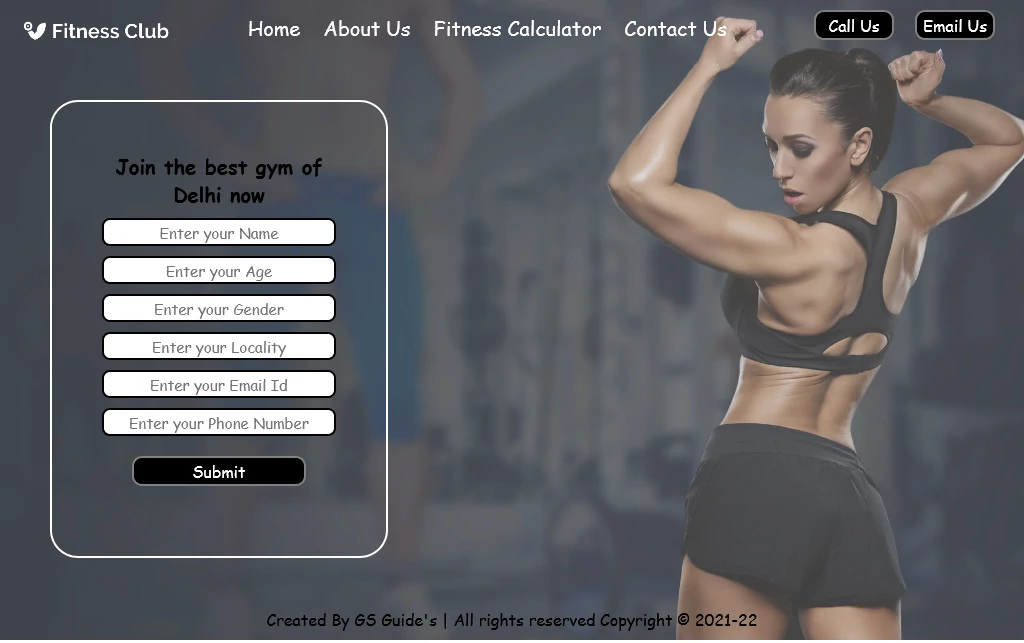 Fitness Club
Home About Us Fitness Calculator Contact Us
Call Us Email Us
Join the best gym of
Delhi now
Enter your Name
Enter your Age
Enter your Gender
Enter your Locality
Enter your Email Id
Enter your Phone Number
Submit
Created By GS Guide's | All rights reserved Copyright © 2021-22